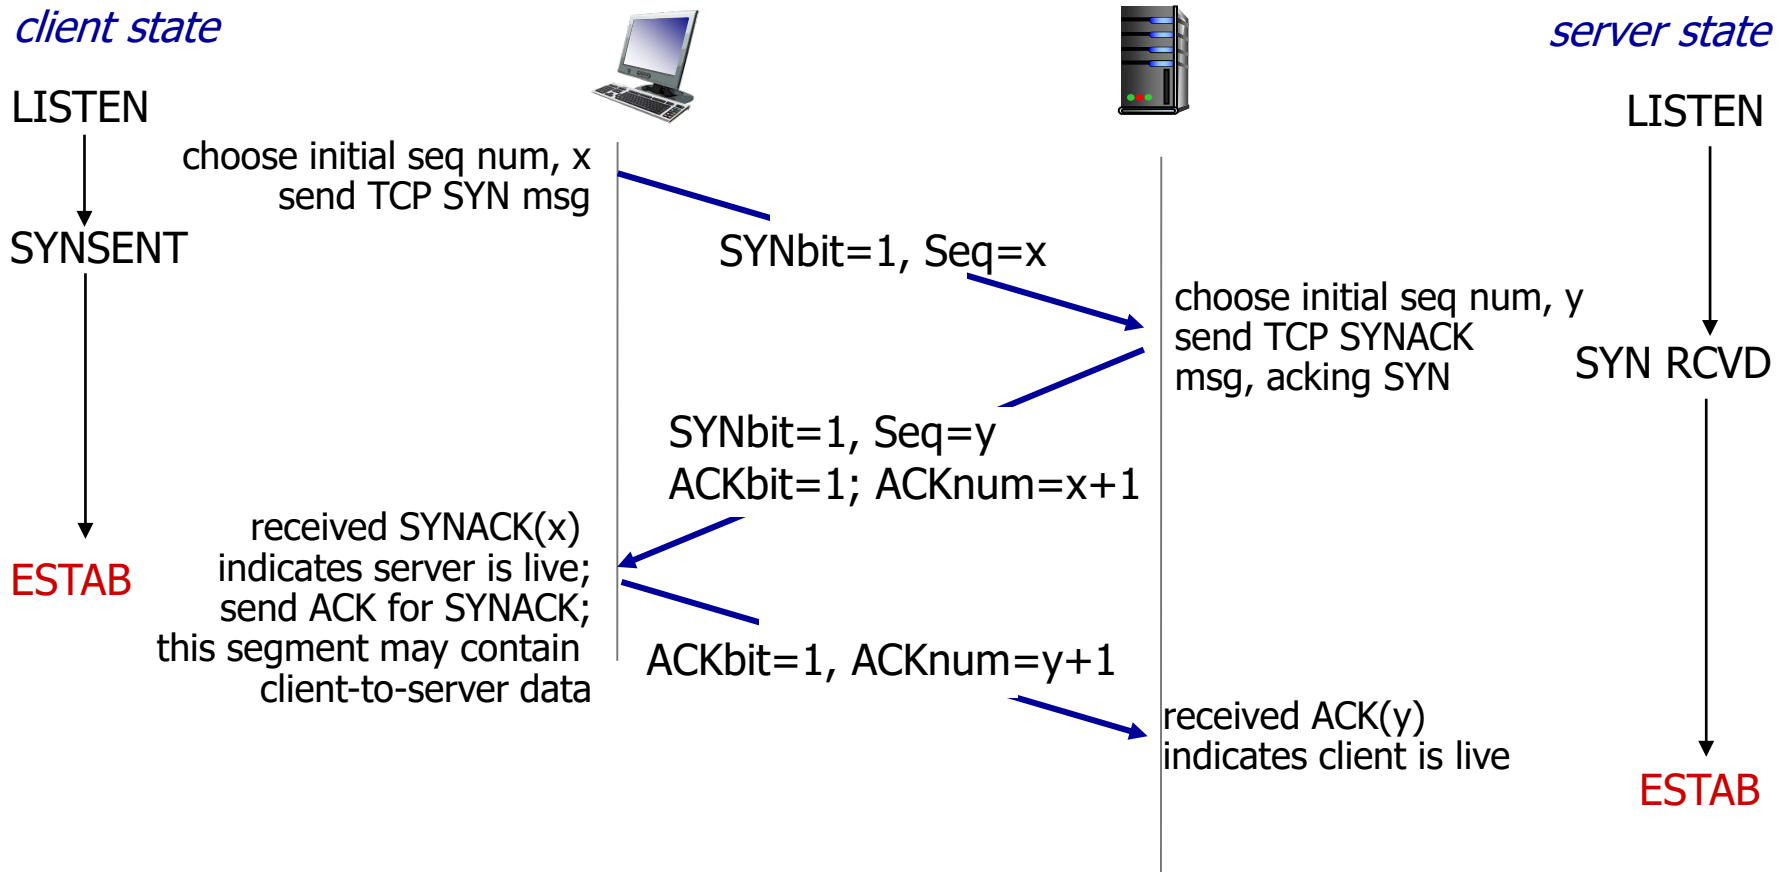 client state
server state
LISTEN
LISTEN
choose initial seq num, x
send TCP SYN msg
SYNSENT
SYNbit=1, Seq=x
choose initial seq num, y
send TCP SYNACK
msg, acking SYN
SYN RCVD
SYNbit=1, Seq=y
ACKbit=1; ACKnum=x+1
received SYNACK(x)
indicates server is live;
send ACK for SYNACK;
this segment may contain
client-to-server data
ESTAB
ACKbit=1, ACKnum=y+1
received ACK(y)
indicates client is live
ESTAB